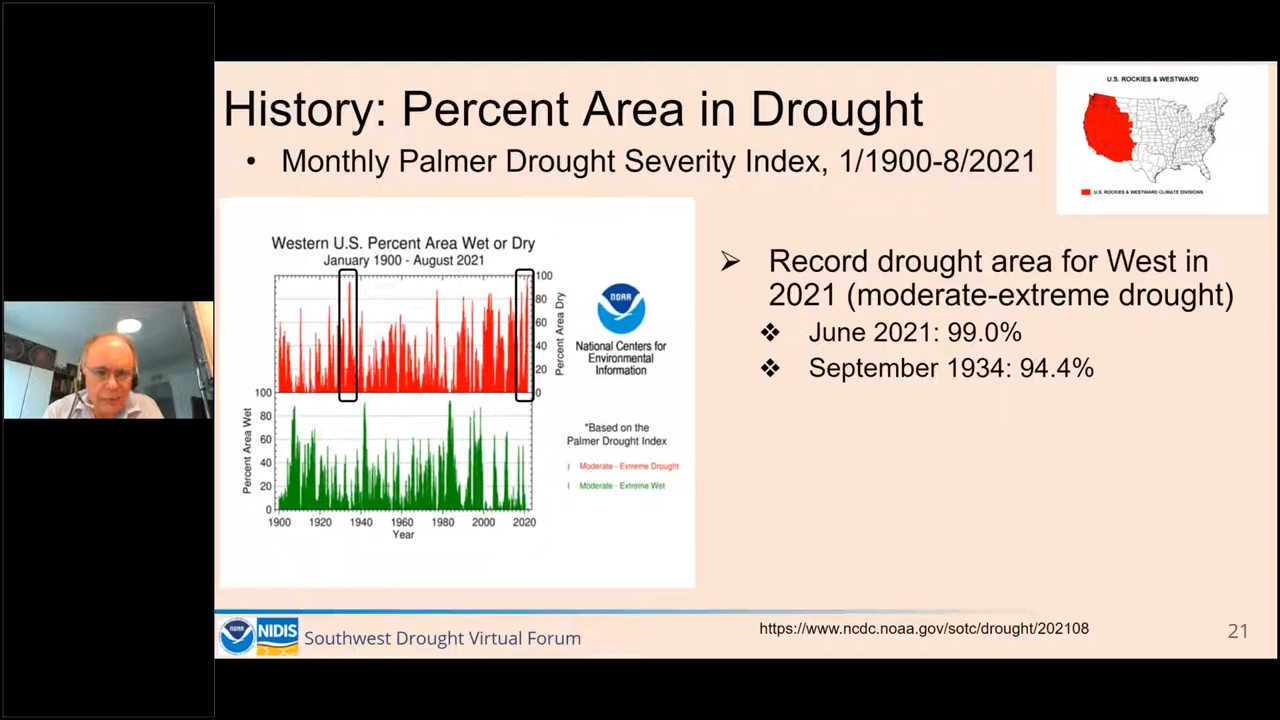 History: Percent Area in Drought
• Monthly Palmer Drought Severity Index, 1/1900-8/2021
U.S. ROCKIES & WESTWARD
U.S. ROCKIES & WESTWARD CLIMATE DIVISIONS
Western U.S. Percent Area Wet or Dry
January 1900 - August 2021
100
80
60
40
20
0
Percent Area Dry
100
80
60
40
20
0
Percent Area Wet
1900 1920 1940 1960 1980 2000 2020
Year
NOAA
National Centers for
Environmental
Information
*Based on the
Palmer Drought Index
Moderate - Extreme Drought
Moderate - Extreme Wet
➢ Record drought area for West in
2021 (moderate-extreme drought)
❖ June 2021: 99.0%
❖ September 1934: 94.4%
NOAA
NIDIS
Southwest Drought Virtual Forum
https://www.ncdc.noaa.gov/sotc/drought/202108
21